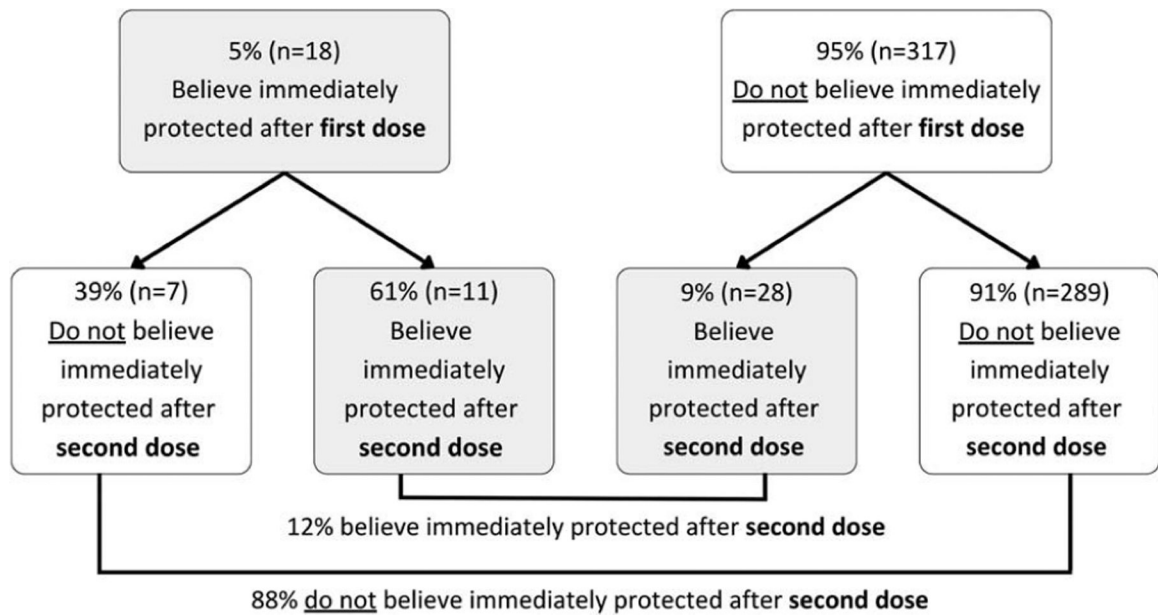 5% (n=18)
Believe immediately
protected after first dose
95% (n=317)
Do not believe immediately
protected after first dose
39% (n=7)
Do not believe
immediately
protected after
second dose
61% (n=11)
Believe
immediately
protected after
second dose
9% (n=28)
Believe
immediately
protected after
second dose
91% (n=289)
Do not believe
immediately
protected after
second dose
12% believe immediately protected after second dose
88% do not believe immediately protected after second dose